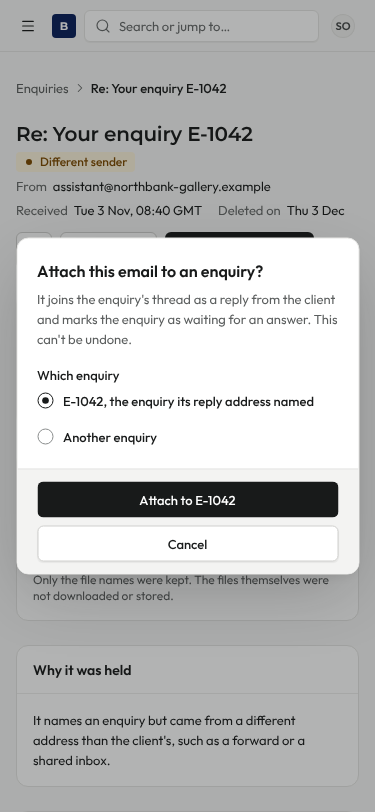 B
Search or jump to…
SO
Enquiries
Re: Your enquiry E-1042
Re: Your enquiry E-1042
Different sender
From assistant@northbank-gallery.example
Received Tue 3 Nov, 08:40 GMT Deleted on Thu 3 Dec
Attach this email to an enquiry?
It joins the enquiry's thread as a reply from the client
and marks the enquiry as waiting for an answer. This
can't be undone.
Which enquiry
E-1042, the enquiry its reply address named
Another enquiry
Attach to E-1042
Cancel
Only the file names were kept. The files themselves were
not downloaded or stored.
Why it was held
It names an enquiry but came from a different
address than the client's, such as a forward or a
shared inbox.